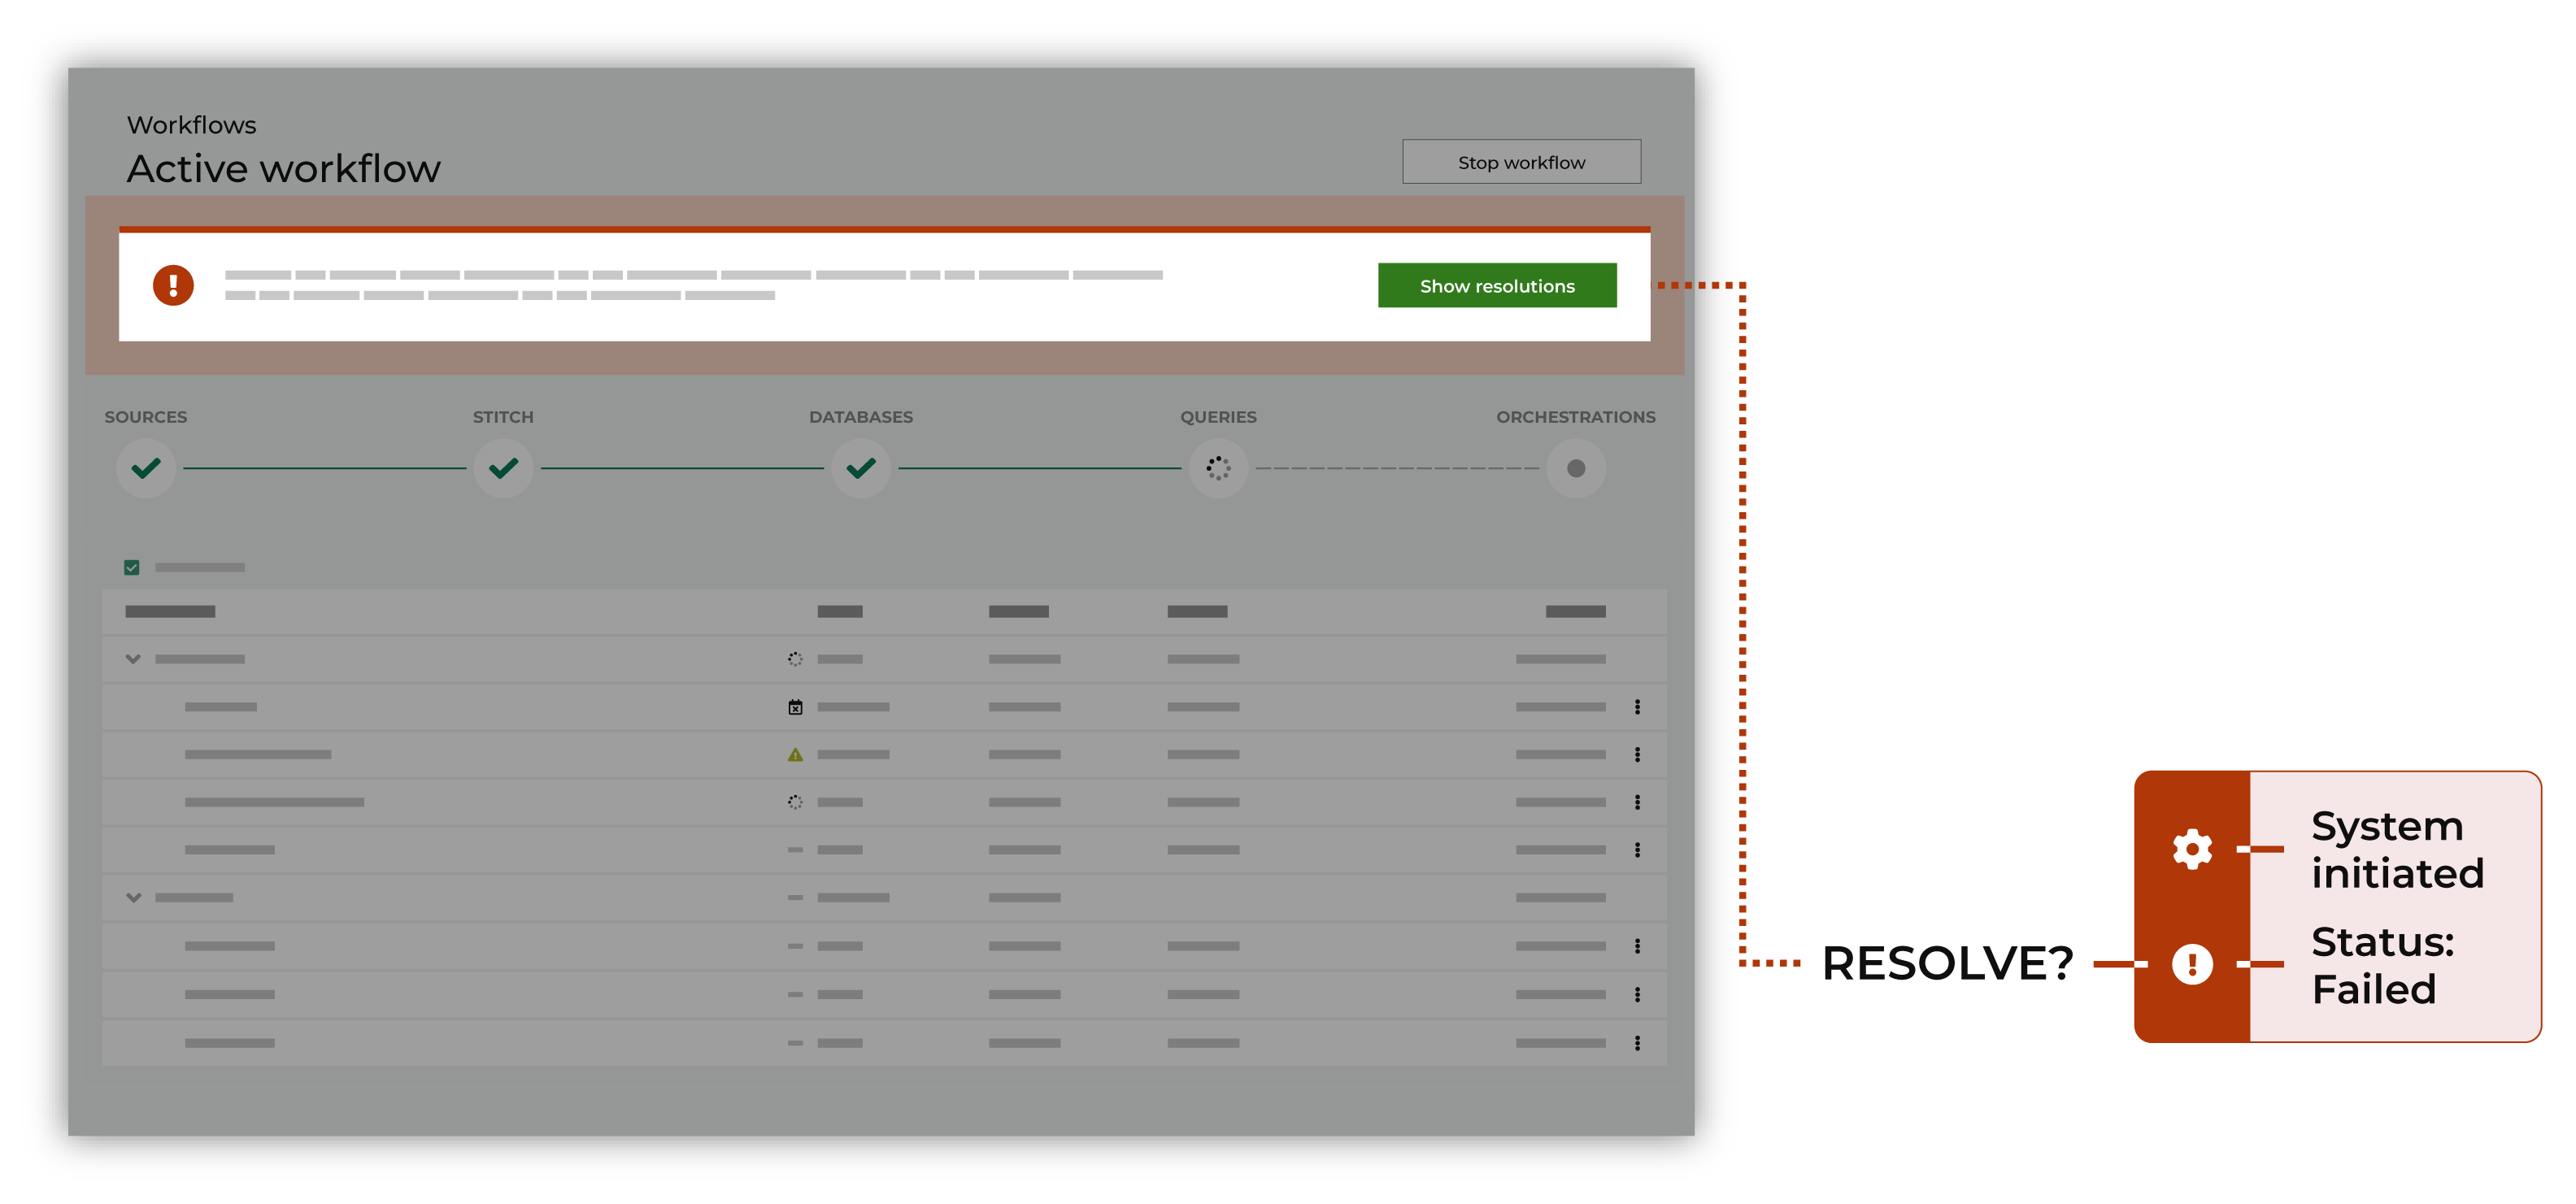 Workflows
Active workflow
Stop workflow
Show resolutions
SOURCES
STITCH
DATABASES
QUERIES
ORCHESTRATIONS
RESOLVE?
System
initiated
Status:
Failed